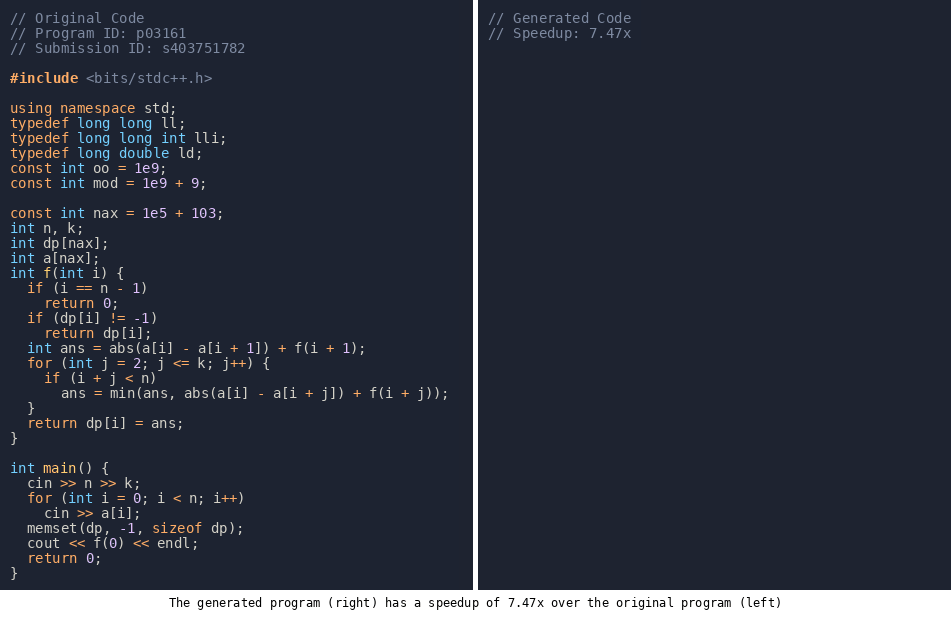 // Original Code
// Program ID: p03161
// Submission ID: s403751782

#include <bits/stdc++.h>

using namespace std;
typedef long long ll;
typedef long long int lli;
typedef long double ld;
const int oo = 1e9;
const int mod = 1e9 + 9;

const int nax = 1e5 + 103;
int n, k;
int dp[nax];
int a[nax];
int f(int i) {
  if (i == n - 1)
    return 0;
  if (dp[i] != -1)
    return dp[i];
  int ans = abs(a[i] - a[i + 1]) + f(i + 1);
  for (int j = 2; j <= k; j++) {
    if (i + j < n)
      ans = min(ans, abs(a[i] - a[i + j]) + f(i + j));
  }
  return dp[i] = ans;
}

int main() {
  cin >> n >> k;
  for (int i = 0; i < n; i++)
    cin >> a[i];
  memset(dp, -1, sizeof dp);
  cout << f(0) << endl;
  return 0;
}
// Generated Code
// Speedup: 7.47x
The generated program (right) has a speedup of 7.47x over the original program (left)